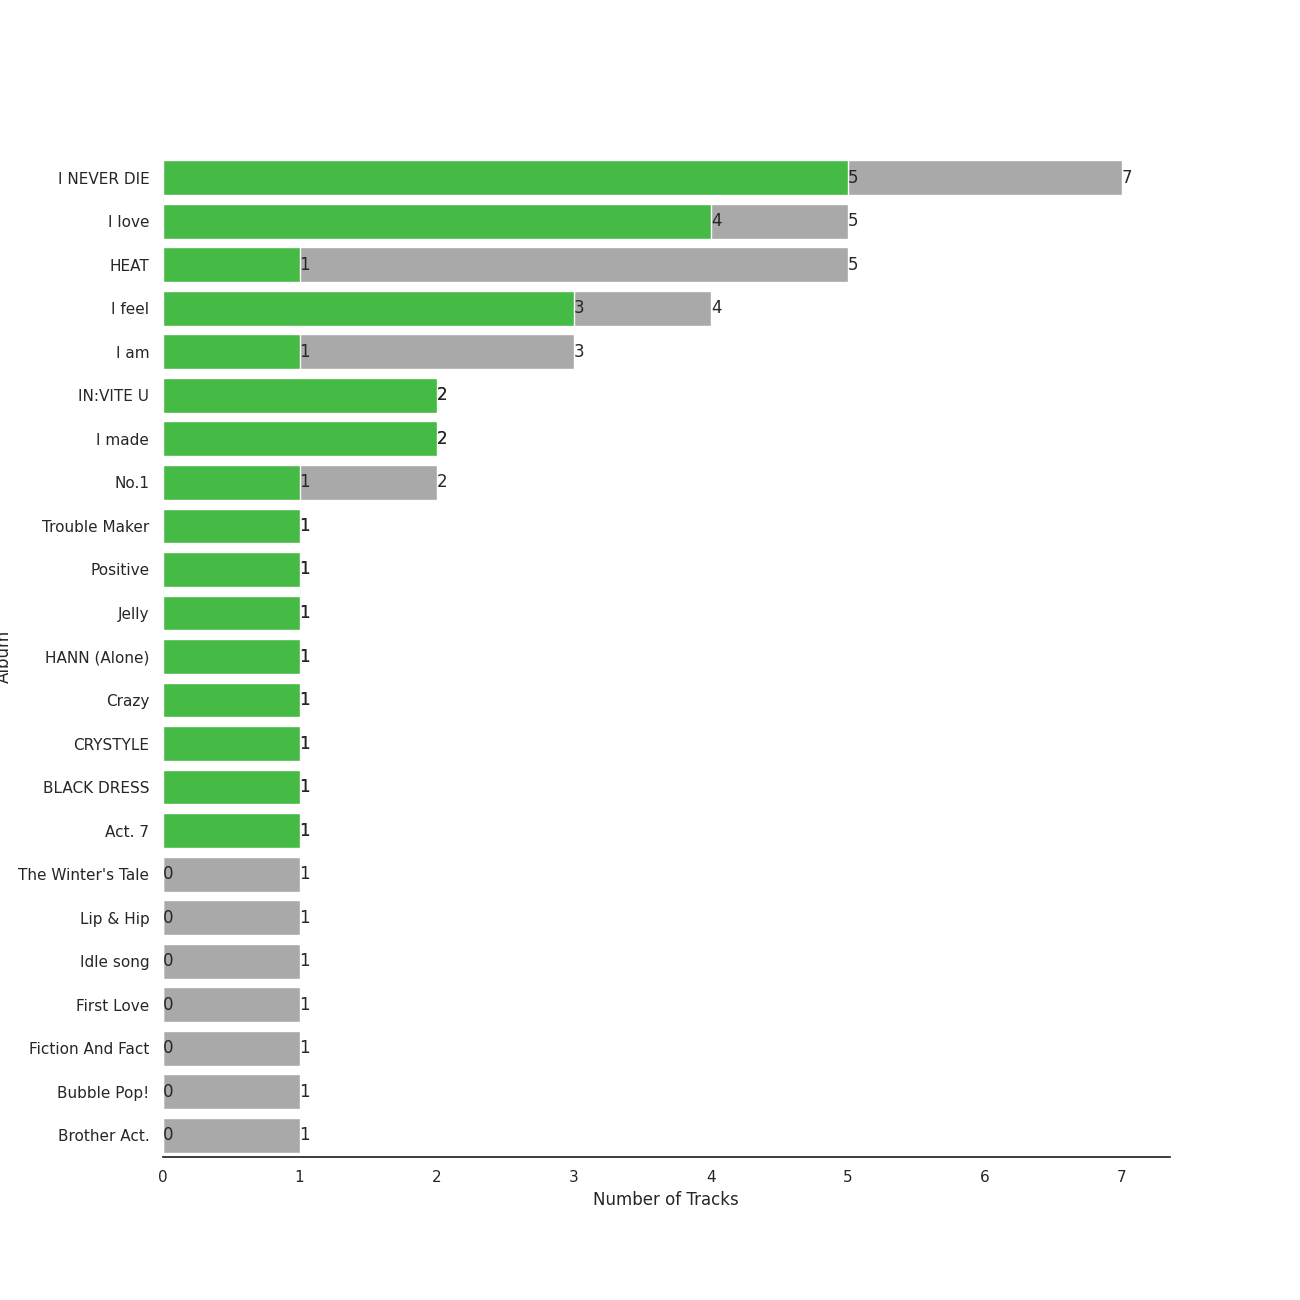 I NEVER DIE 5 7
I love 4 5
HEAT 1 5
I feel 3 4
I am 1 3
IN:VITE U 2
I made 2
No.1 1 2
Trouble Maker 1
Positive 1
Jelly 1
HANN (Alone) 1
Crazy 1
CRYSTYLE 1
BLACK DRESS 1
Act. 7 1
The Winter's Tale 0 1
Lip & Hip 0 1
Idle song 0 1
First Love 0 1
Fiction And Fact 0 1
Bubble Pop! 0 1
Brother Act. 0 1
0 1 2 3 4 5 6 7
Number of Tracks
Album